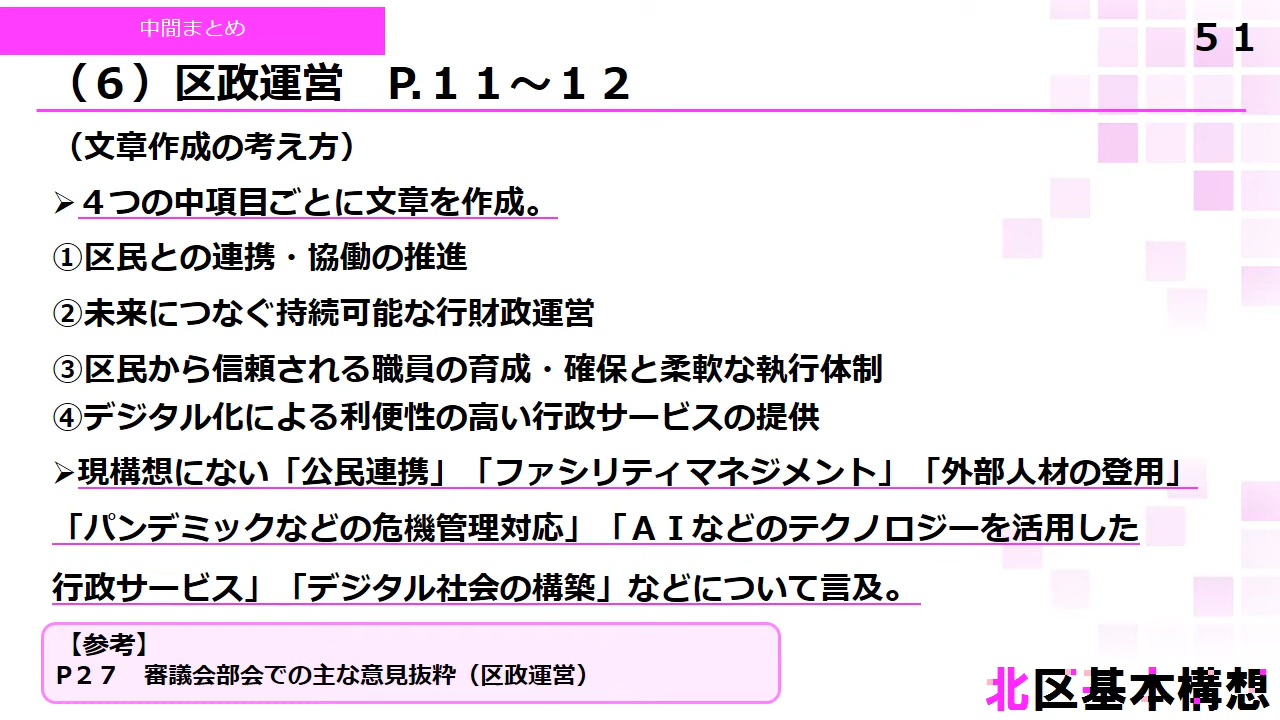 中間まとめ
５１
（６）区政運営　P.１１～１２
（文章作成の考え方）
➢４つの中項目ごとに文章を作成。
①区民との連携・協働の推進
②未来につなぐ持続可能な行財政運営
③区民から信頼される職員の育成・確保と柔軟な執行体制
④デジタル化による利便性の高い行政サービスの提供
➢現構想にない「公民連携」「ファシリティマネジメント」「外部人材の登用」
「パンデミックなどの危機管理対応」「ＡＩなどのテクノロジーを活用した
行政サービス」「デジタル社会の構築」などについて言及。
【参考】
P２７　審議会部会での主な意見抜粋（区政運営）
北区基本構想